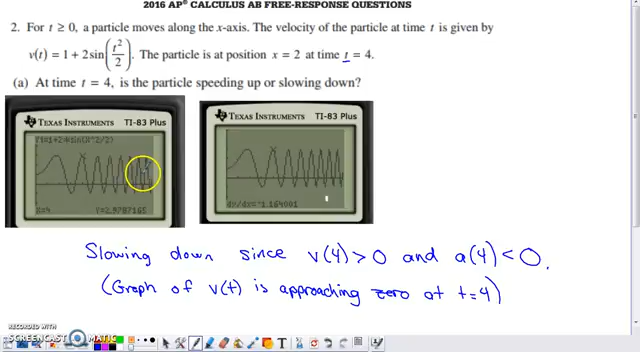 2016 AP® CALCULUS AB FREE-RESPONSE QUESTIONS
2. For t ≥ 0, a particle moves along the x-axis. The velocity of the particle at time t is given by
v(t) = 1 + 2 sin(t²/2). The particle is at position x = 2 at time t = 4.
(a) At time t = 4, is the particle speeding up or slowing down?
TEXAS INSTRUMENTS TI-83 Plus
Y1=1+2*sin(X^2/2)
X=4 Y=2.9787165
TEXAS INSTRUMENTS TI-83 Plus
dy/dx=-1.164001
Slowing down since v(4) > 0 and a(4) < 0.
(Graph of v(t) is approaching zero at t=4)
RECORDED WITH
SCREENCAST MATIC